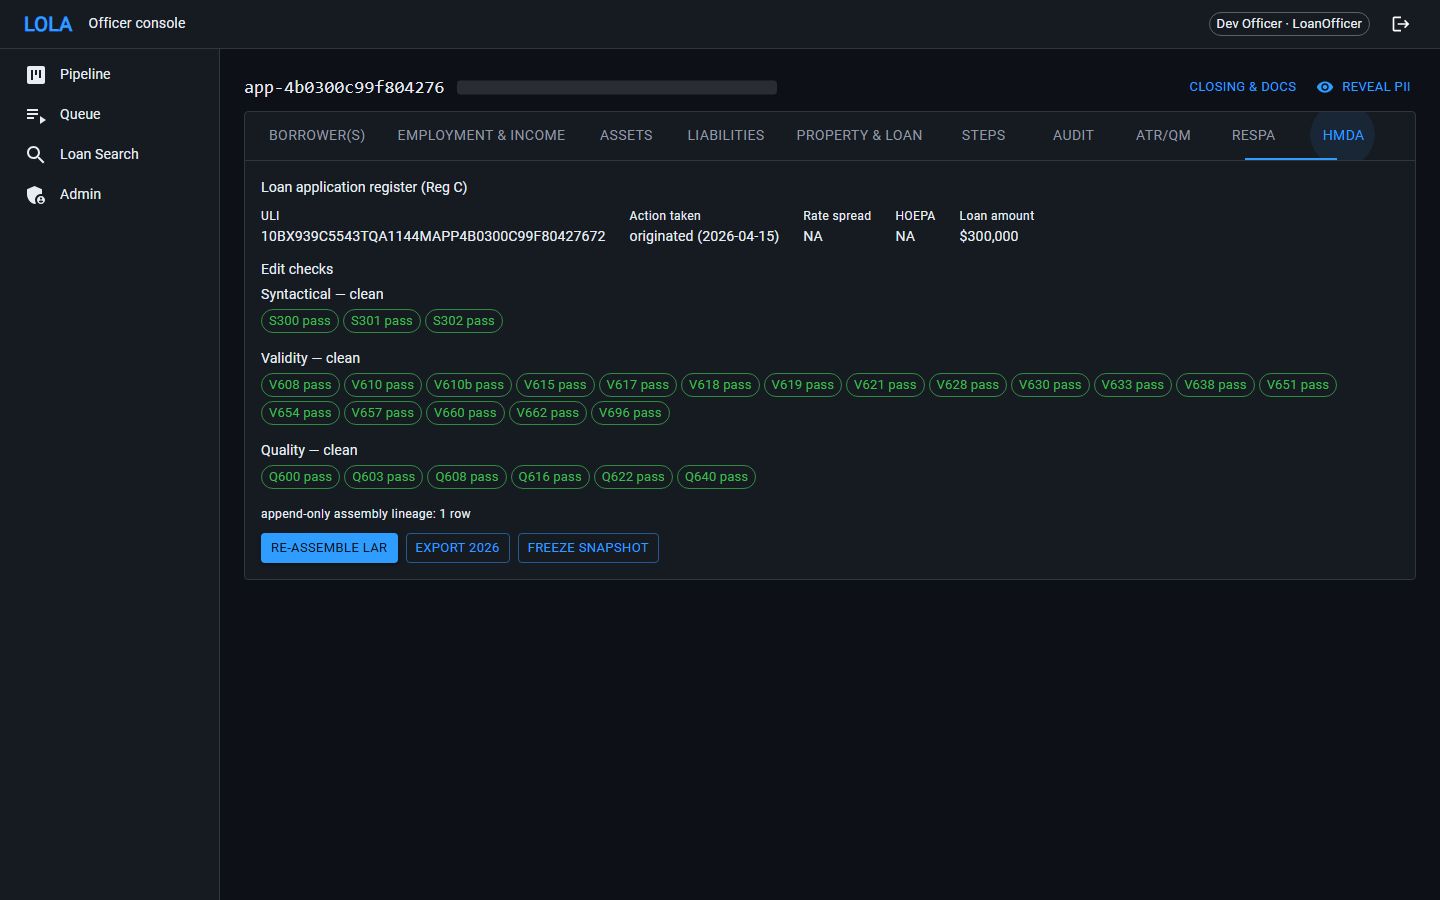 LOLA Officer console
Dev Officer · LoanOfficer
Pipeline
Queue
Loan Search
Admin
app-4b0300c99f804276
CLOSING & DOCS REVEAL PII
BORROWER(S) EMPLOYMENT & INCOME ASSETS LIABILITIES PROPERTY & LOAN STEPS AUDIT ATR/QM RESPA HMDA
Loan application register (Reg C)
ULI Action taken Rate spread HOEPA Loan amount
10BX939C5543TQA1144MAPP4B0300C99F80427672 originated (2026-04-15) NA NA $300,000
Edit checks
Syntactical — clean
S300 pass S301 pass S302 pass
Validity — clean
V608 pass V610 pass V610b pass V615 pass V617 pass V618 pass V619 pass V621 pass V628 pass V630 pass V633 pass V638 pass V651 pass
V654 pass V657 pass V660 pass V662 pass V696 pass
Quality — clean
Q600 pass Q603 pass Q608 pass Q616 pass Q622 pass Q640 pass
append-only assembly lineage: 1 row
RE-ASSEMBLE LAR EXPORT 2026 FREEZE SNAPSHOT